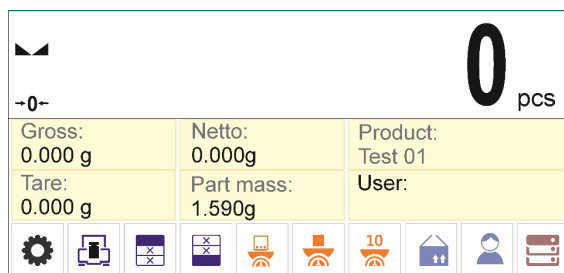 0 pcs
→0←
Gross:
0.000 g
Netto:
0.000g
Product:
Test 01
Tare:
0.000 g
Part mass:
1.590g
User:
10